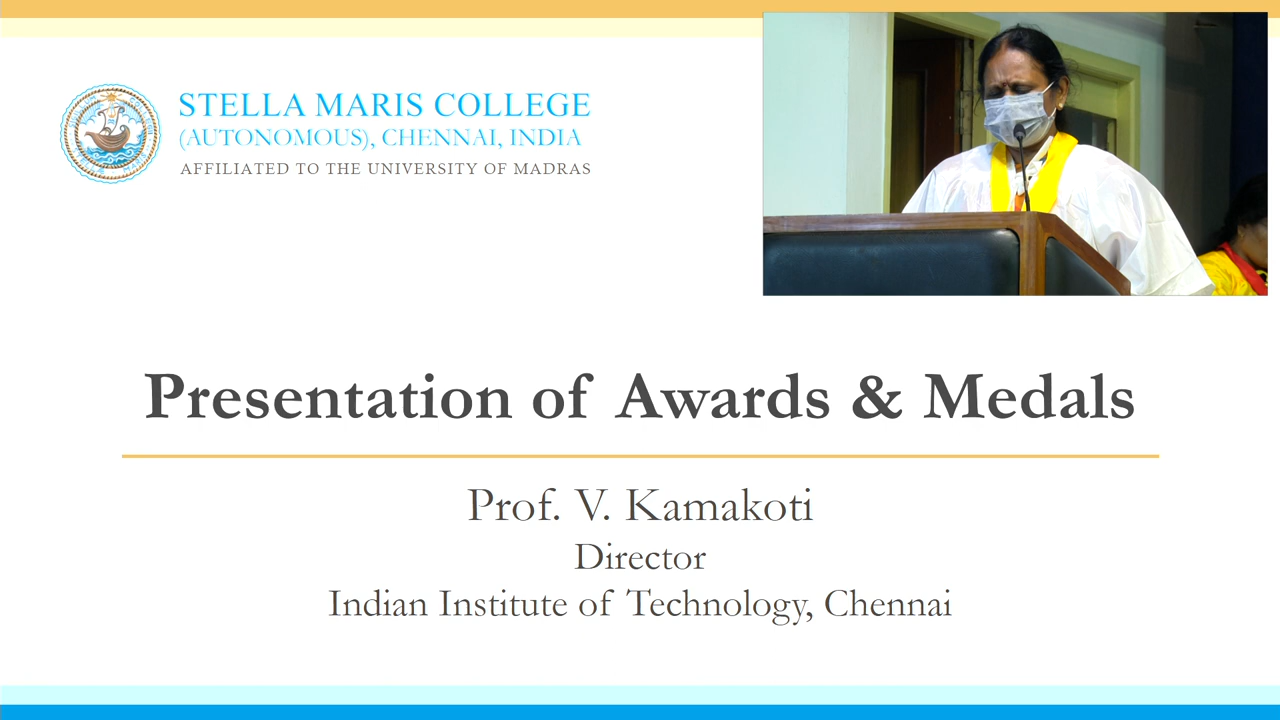 STELLA MARIS COLLEGE
(AUTONOMOUS), CHENNAI, INDIA
AFFILIATED TO THE UNIVERSITY OF MADRAS
Presentation of Awards & Medals
Prof. V. Kamakoti
Director
Indian Institute of Technology, Chennai